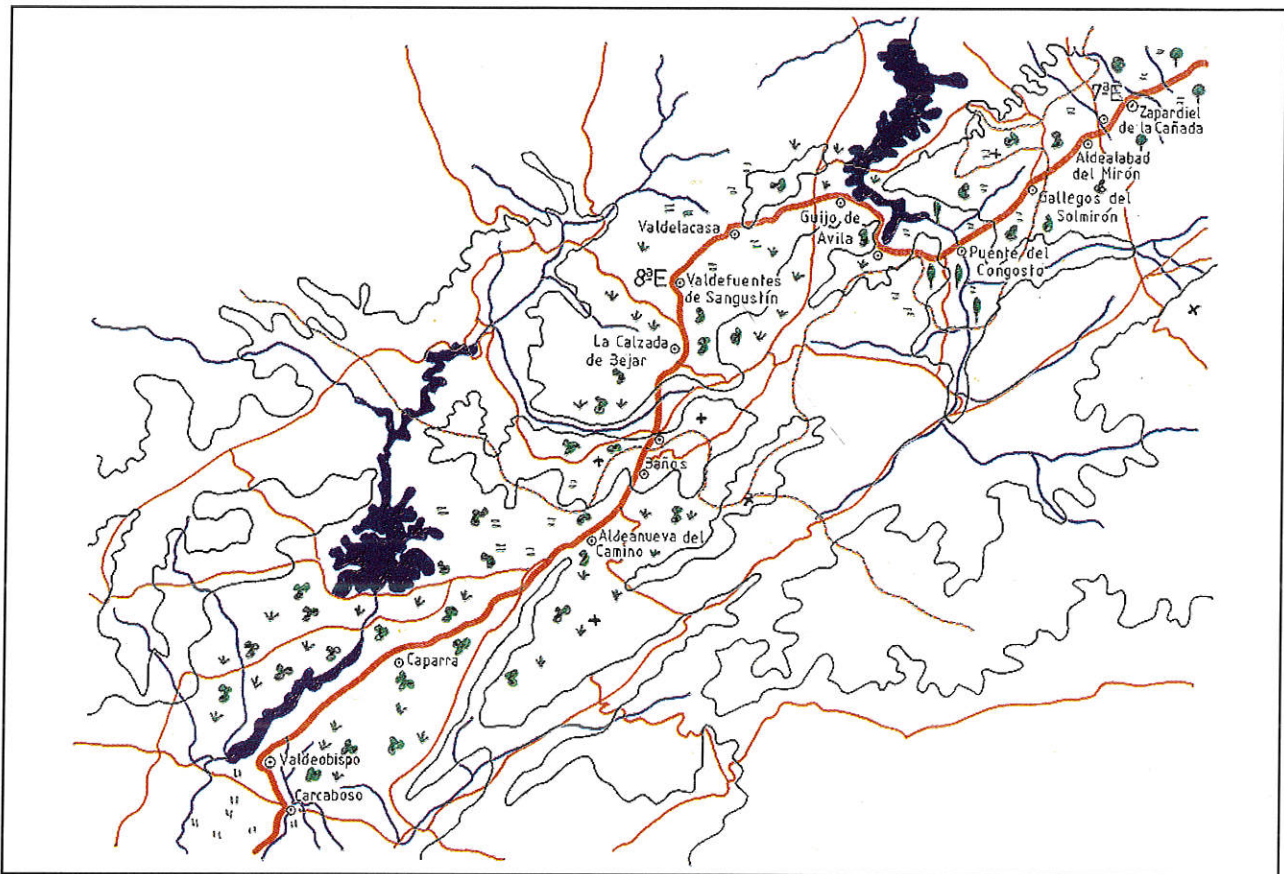 7ªE
Zapardiel
de la Cañada
Aldealabad
del Mirón
Gallegos del
Solmirón
Guijo de
Avila
Valdelacasa
Puente del
Congosto
8ªE.
Valdefuentes
de Sangustín
La Calzada
de Bejar
Baños
Aldeanueva del
Camino
Caparra
Valdeobispo
Carcaboso